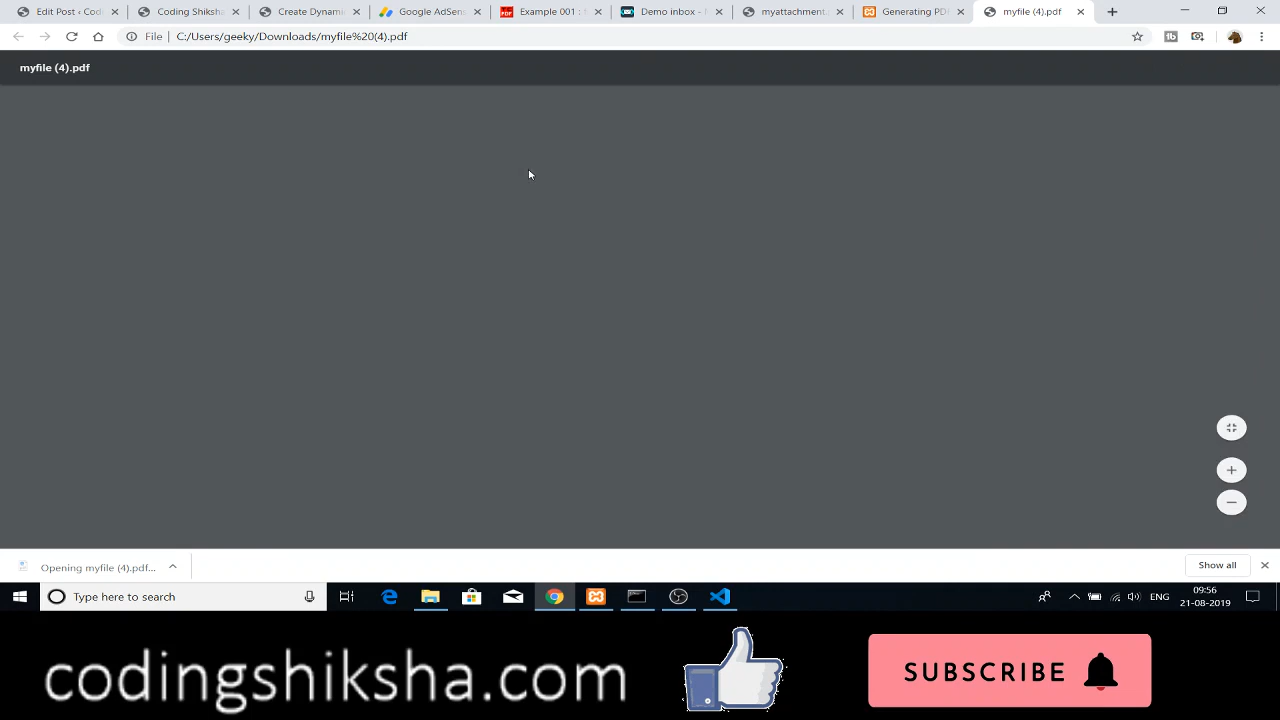 Edit Post ‹ Codi
Coding Shiksha
Create Dynami
Google AdSens
Example 001 :
Demo inbox -
myattachment.
Generating PD
myfile (4).pdf
File
C:/Users/geeky/Downloads/myfile%20(4).pdf
myfile (4).pdf
Opening myfile (4).pdf...
Show all
Type here to search
ENG
09:56
21-08-2019
codingshiksha.com
SUBSCRIBE